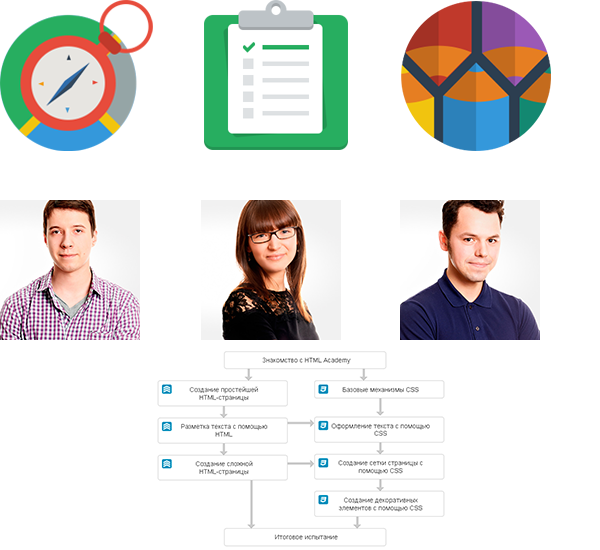 Знакомство с HTML Academy
Создание простейшей
HTML-страницы
Базовые механизмы CSS
Разметка текста с помощью
HTML
Оформление текста с помощью
CSS
Создание сложной
HTML-страницы
Создание сетки страницы с
помощью CSS
Создание декоративных
элементов с помощью CSS
Итоговое испытание